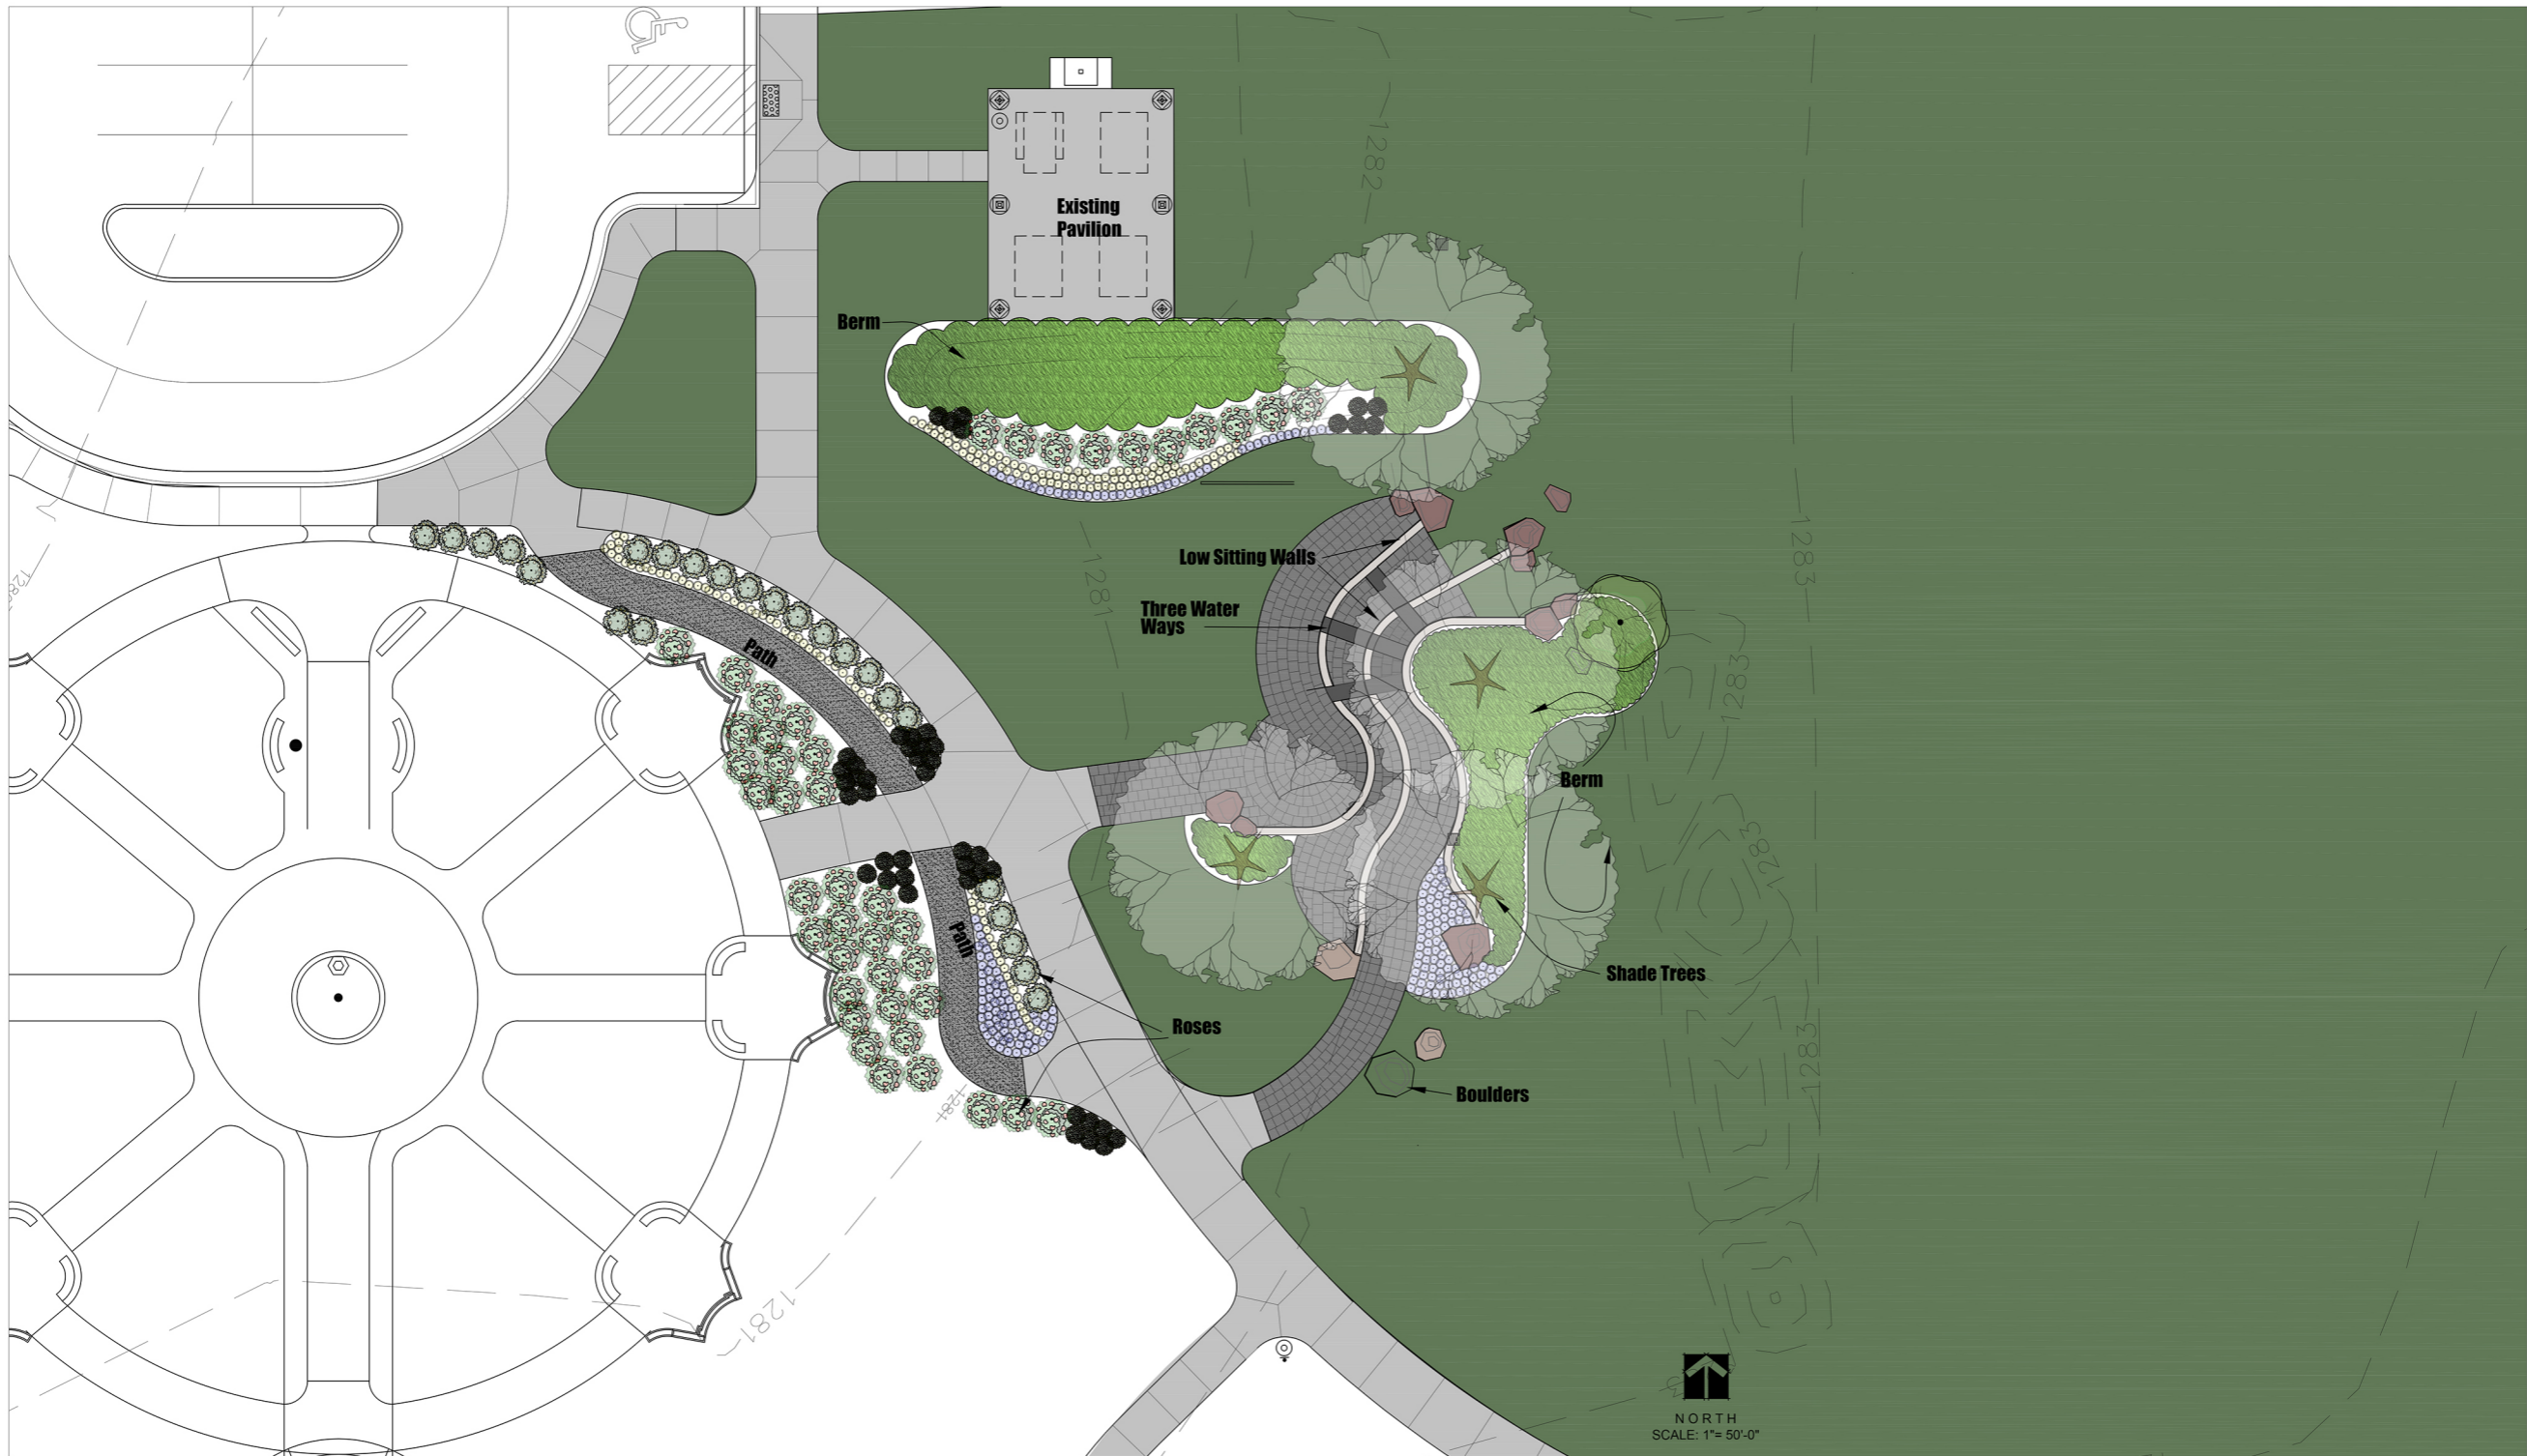 1282
Existing
Pavilion
Berm
1283
Low Sitting Walls
1281
Three Water
Ways
Path
1283
Berm
1283
Path
Shade Trees
Roses
1283
Boulders
1281
1281
NORTH
SCALE: 1"= 50'-0"